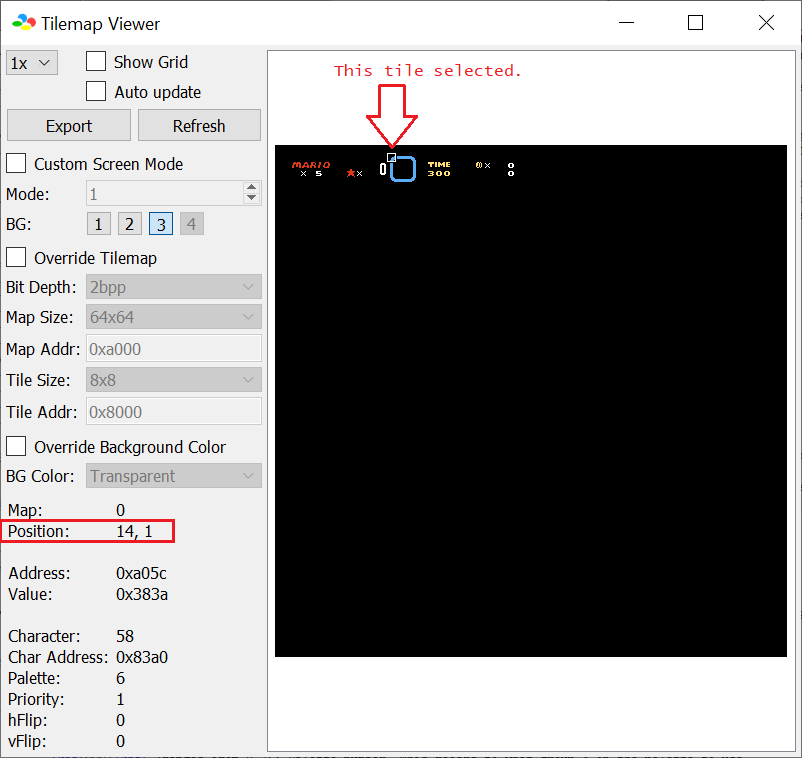 Tilemap Viewer
1x
Show Grid
Auto update
Export
Refresh
Custom Screen Mode
Mode: 1
BG: 1 2 3 4
Override Tilemap
Bit Depth: 2bpp
Map Size: 64x64
Map Addr: 0xa000
Tile Size: 8x8
Tile Addr: 0x8000
Override Background Color
BG Color: Transparent
Map: 0
Position: 14, 1
Address: 0xa05c
Value: 0x383a
Character: 58
Char Address: 0x83a0
Palette: 6
Priority: 1
hFlip: 0
vFlip: 0
This tile selected.
MARIO TIME × 0
× 5 × 0 300 0